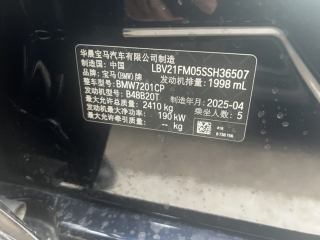 华晨宝马汽车有限公司制造
制造国：中国 LBV21FM05SSH36507
品牌：宝马(BMW)牌 发动机排量：1998 mL
整车型号：BMW7201CP
发动机型号：B48B20T
最大允许总质量：2410 kg 制造年月：2025-04
发动机最大净功率：190 kW 乘坐人数：5
最大允许牵引质量：— kg